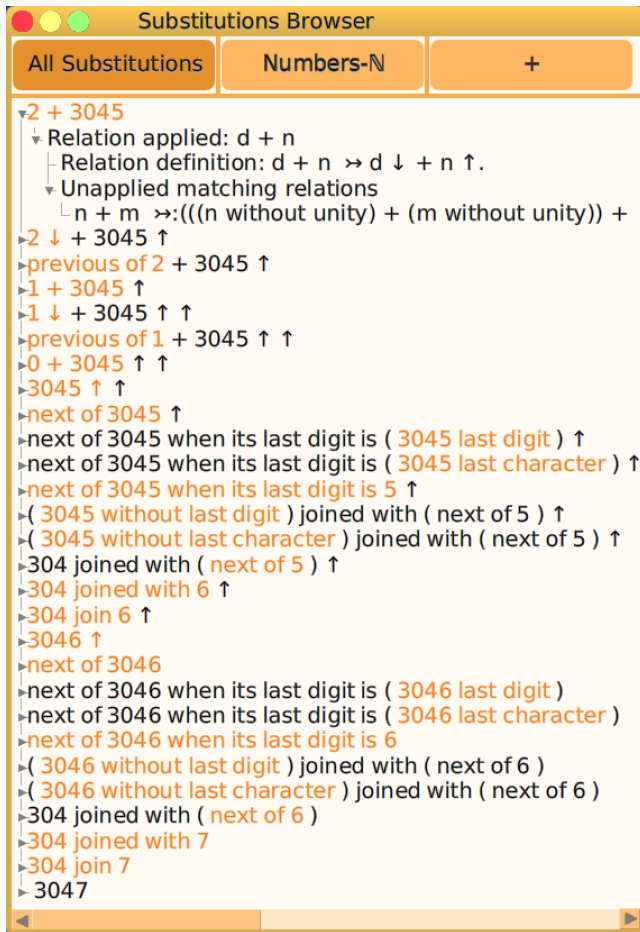 Substitutions Browser
All Substitutions
Numbers-ℕ
+
2 + 3045
Relation applied: d + n
Relation definition: d + n ↣ d ↓ + n ↑.
Unapplied matching relations
n + m ↣:(((n without unity) + (m without unity)) +
2 ↓ + 3045 ↑
previous of 2 + 3045 ↑
1 + 3045 ↑
1 ↓ + 3045 ↑ ↑
previous of 1 + 3045 ↑ ↑
0 + 3045 ↑ ↑
3045 ↑ ↑
next of 3045 ↑
next of 3045 when its last digit is ( 3045 last digit ) ↑
next of 3045 when its last digit is ( 3045 last character ) ↑
next of 3045 when its last digit is 5 ↑
( 3045 without last digit ) joined with ( next of 5 ) ↑
( 3045 without last character ) joined with ( next of 5 ) ↑
304 joined with ( next of 5 ) ↑
304 joined with 6 ↑
304 join 6 ↑
3046 ↑
next of 3046
next of 3046 when its last digit is ( 3046 last digit )
next of 3046 when its last digit is ( 3046 last character )
next of 3046 when its last digit is 6
( 3046 without last digit ) joined with ( next of 6 )
( 3046 without last character ) joined with ( next of 6 )
304 joined with ( next of 6 )
304 joined with 7
304 join 7
3047